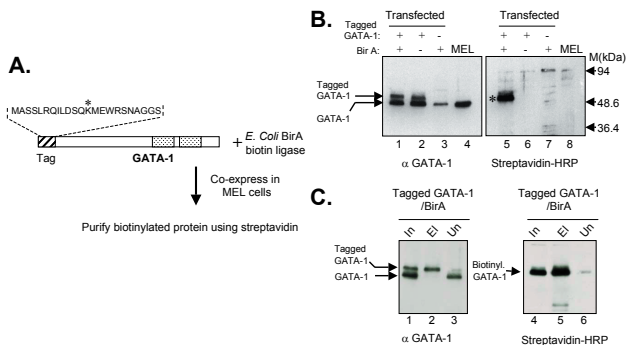 A.
*
MASSLRQILDSQKMEWRSNAGGS
Tag
GATA-1
+ E. Coli BirA
biotin ligase
Co-express in
MEL cells
Purify biotinylated protein using streptavidin
B.
Transfected
Transfected
Tagged
GATA-1:
+ + - + + -
Bir A: + - + MEL + - + MEL
M(kDa)
94
48.6
36.4
Tagged
GATA-1
GATA-1
*
1 2 3 4
5 6 7 8
α GATA-1
Streptavidin-HRP
C.
Tagged GATA-1
/BirA
Tagged GATA-1
/BirA
In El Un
In El Un
Tagged
GATA-1
GATA-1
Biotinyl.
GATA-1
1 2 3
4 5 6
α GATA-1
Streptavidin-HRP